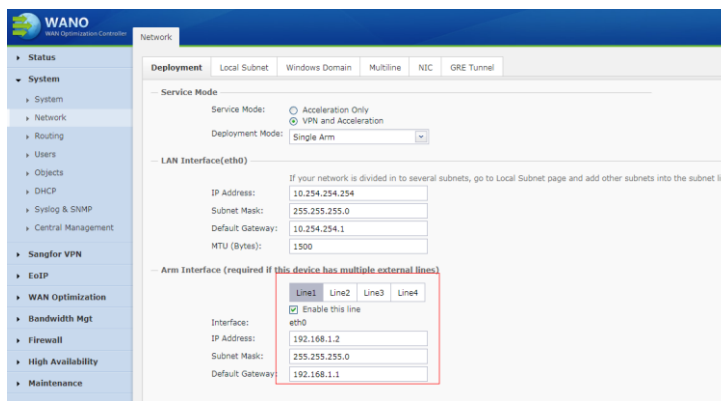 WANO
WAN Optimization Controller
Network
Status
System
System
Network
Routing
Users
Objects
DHCP
Syslog & SNMP
Central Management
Sangfor VPN
EoIP
WAN Optimization
Bandwidth Mgt
Firewall
High Availability
Maintenance
Deployment Local Subnet Windows Domain Multiline NIC GRE Tunnel
Service Mode
Service Mode: Acceleration Only
VPN and Acceleration
Deployment Mode: Single Arm
LAN Interface(eth0)
If your network is divided in to several subnets, go to Local Subnet page and add other subnets into the subnet li
IP Address: 10.254.254.254
Subnet Mask: 255.255.255.0
Default Gateway: 10.254.254.1
MTU (Bytes): 1500
Arm Interface (required if this device has multiple external lines)
Line1 Line2 Line3 Line4
Enable this line
Interface: eth0
IP Address: 192.168.1.2
Subnet Mask: 255.255.255.0
Default Gateway: 192.168.1.1